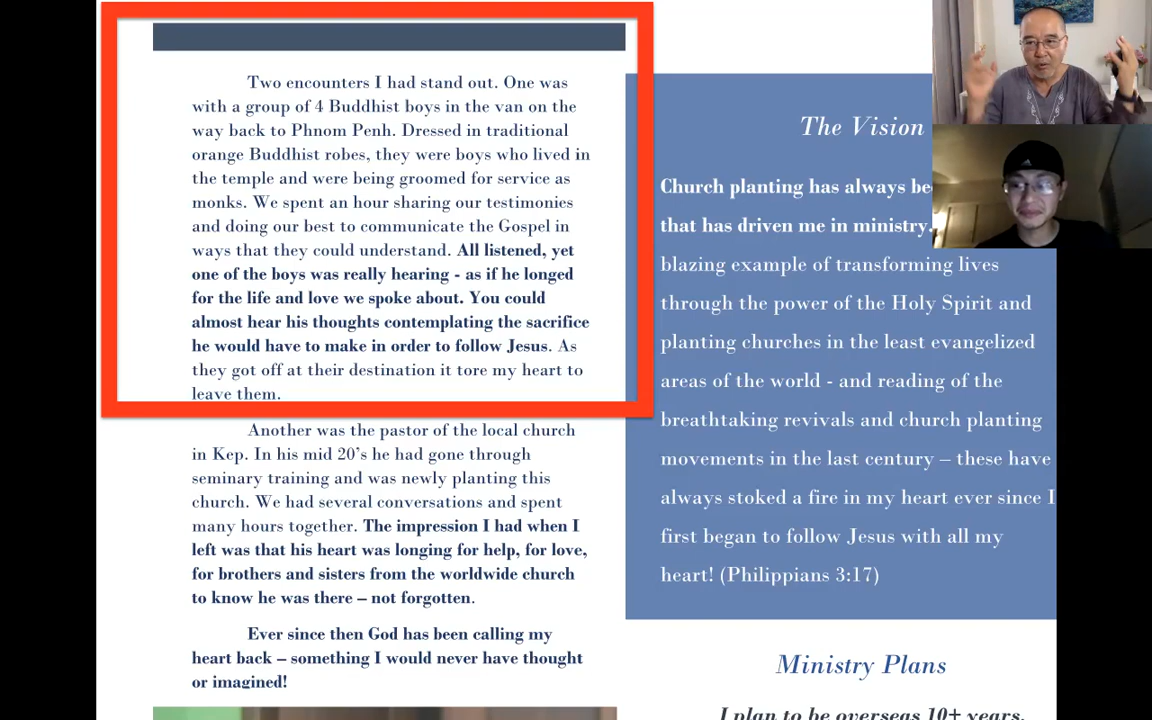 Two encounters I had stand out. One was
with a group of 4 Buddhist boys in the van on the
way back to Phnom Penh. Dressed in traditional
orange Buddhist robes, they were boys who lived in
the temple and were being groomed for service as
monks. We spent an hour sharing our testimonies
and doing our best to communicate the Gospel in
ways that they could understand. All listened, yet
one of the boys was really hearing - as if he longed
for the life and love we spoke about. You could
almost hear his thoughts contemplating the sacrifice
he would have to make in order to follow Jesus. As
they got off at their destination it tore my heart to
leave them.
Another was the pastor of the local church
in Kep. In his mid 20's he had gone through
seminary training and was newly planting this
church. We had several conversations and spent
many hours together. The impression I had when I
left was that his heart was longing for help, for love,
for brothers and sisters from the worldwide church
to know he was there – not forgotten.
Ever since then God has been calling my
heart back – something I would never have thought
or imagined!
The Vision
Church planting has always
that has driven me in ministry.
blazing example of transforming lives
through the power of the Holy Spirit and
planting churches in the least evangelized
areas of the world - and reading of the
breathtaking revivals and church planting
movements in the last century – these have
always stoked a fire in my heart ever since I
first began to follow Jesus with all my
heart! (Philippians 3:17)
Ministry Plans
I plan to be overseas 10+ years,